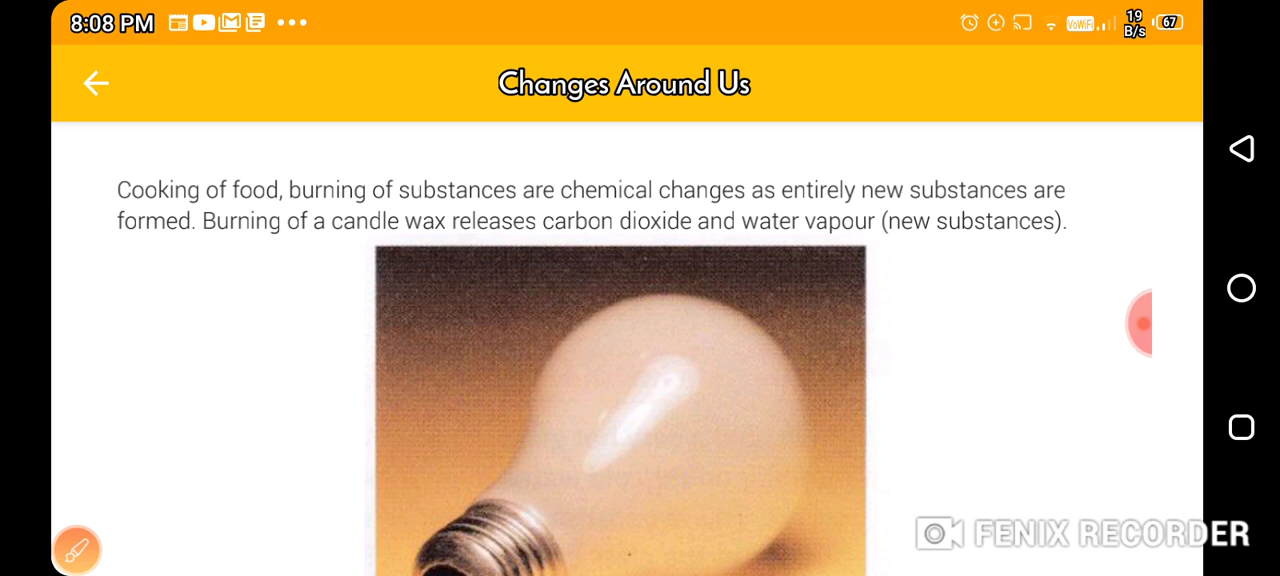 8:08 PM
VoWiFi
19
B/s
67
Changes Around Us
Cooking of food, burning of substances are chemical changes as entirely new substances are
formed. Burning of a candle wax releases carbon dioxide and water vapour (new substances).
FENIX RECORDER